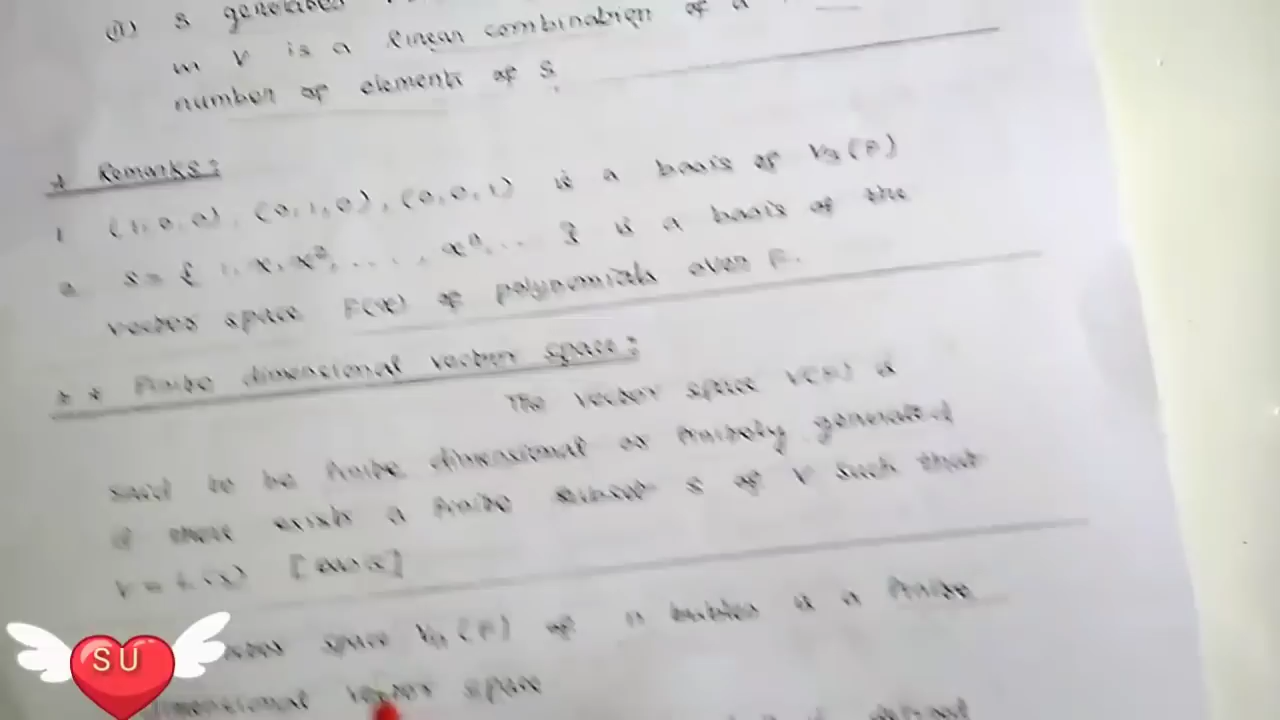 (ii) S generates
in V is a linear combination of a
number of elements of S.
* Remarks:
1 (1,0,0), (0,1,0), (0,0,1) is a basis of V3(F)
2 S = { 1, x, x², ..., xⁿ, ... } is a basis of the
vector space F(x) of polynomials over F.
* * Finite dimensional vector space:
The vector space V(F) is
said to be finite dimensional or finitely generated
if there exists a finite subset S of V such that
V = L(S)
space Vn(F) of n tuples is a finite
dimensional vector space
defined
SU